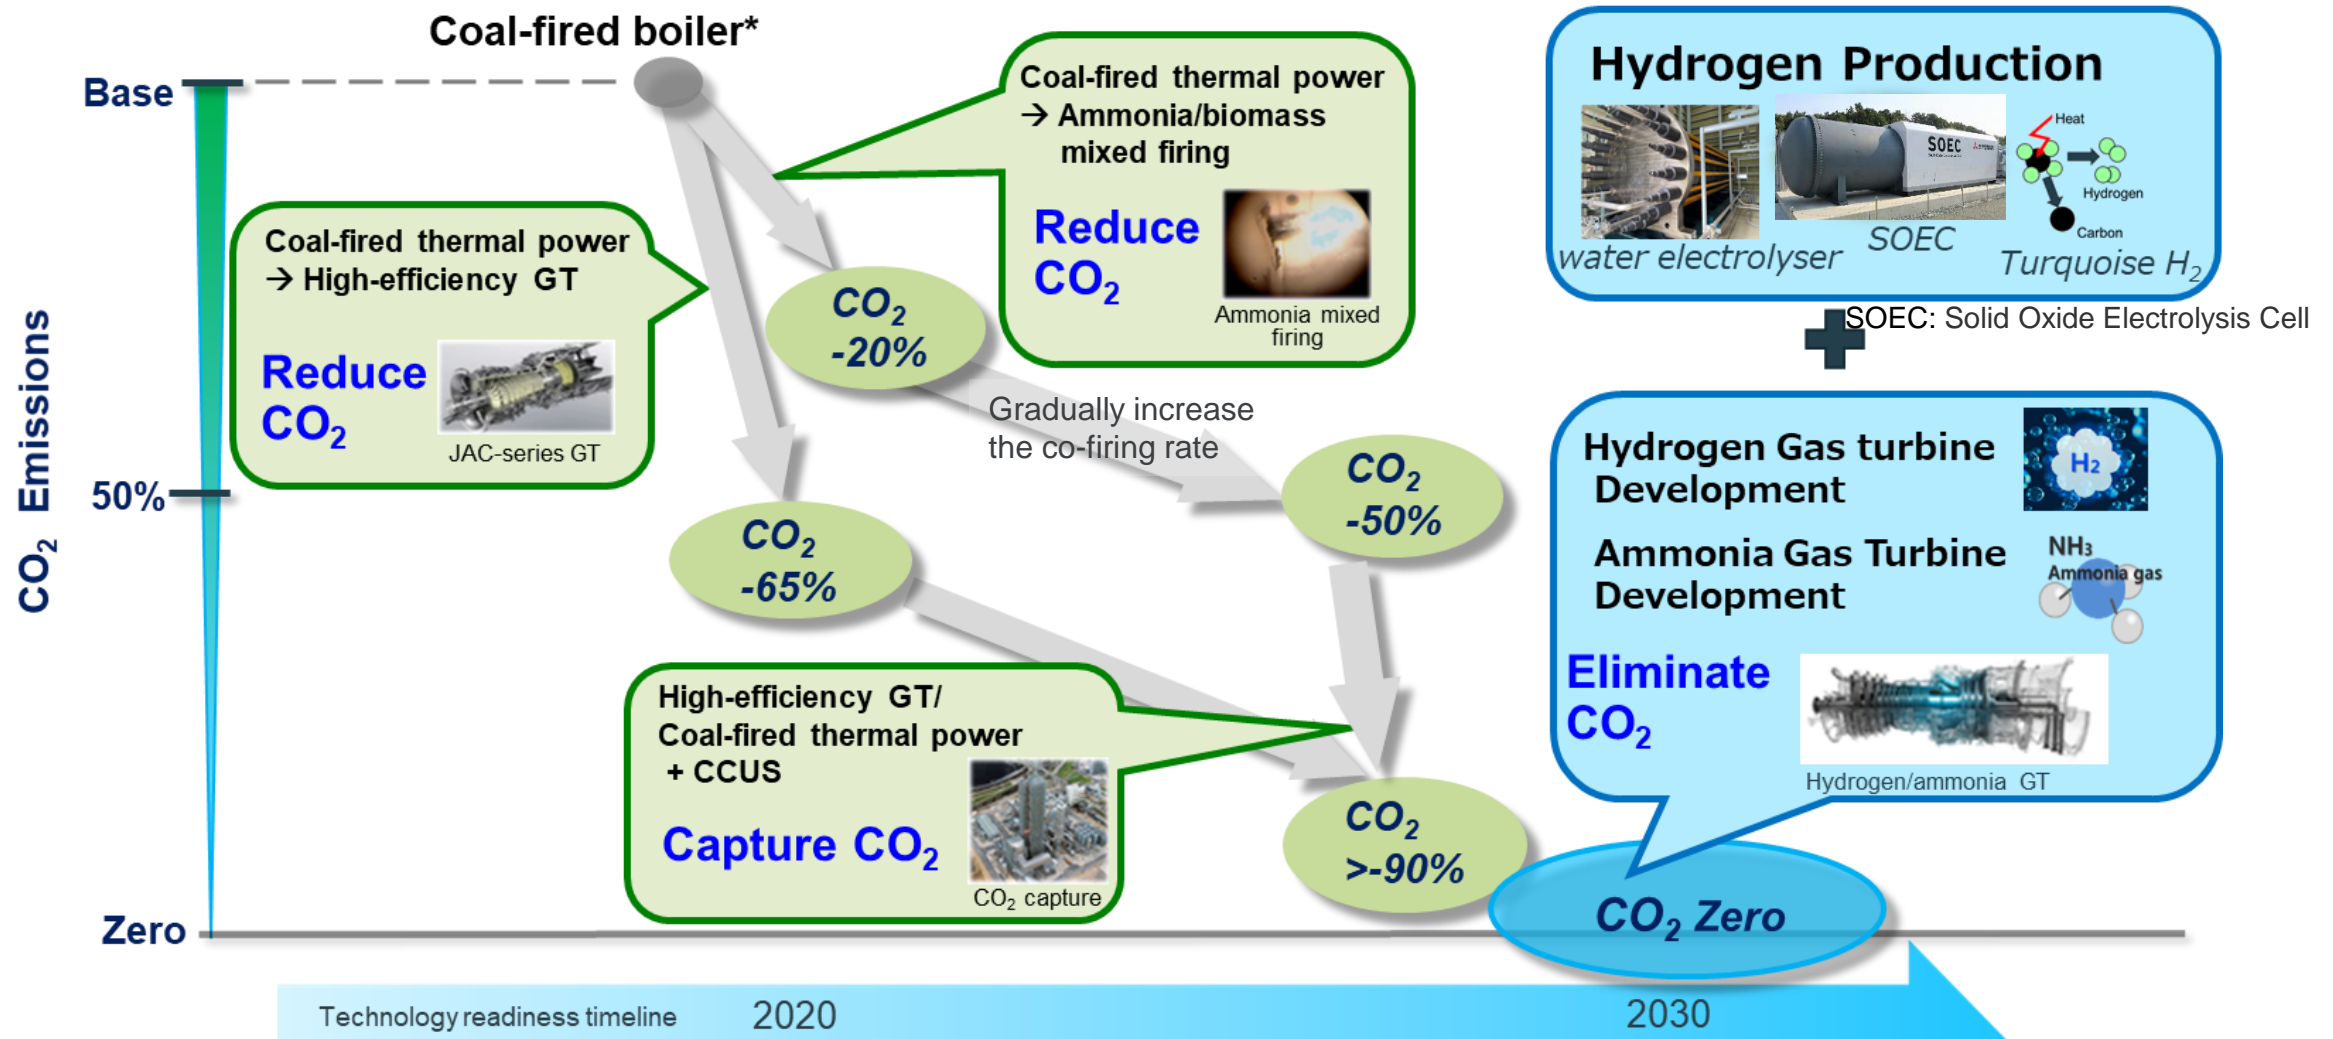 Coal-fired boiler*
Base
Coal-fired thermal power
→ Ammonia/biomass
mixed firing
Reduce
CO₂
Ammonia mixed
firing
Coal-fired thermal power
→ High-efficiency GT
Reduce
CO₂
JAC-series GT
CO₂
-20%
Gradually increase
the co-firing rate
CO₂ Emissions
50%
CO₂
-50%
CO₂
-65%
High-efficiency GT/
Coal-fired thermal power
+ CCUS
Capture CO₂
CO₂ capture
CO₂
>-90%
Zero
Hydrogen Production
SOEC
Heat
Hydrogen
Carbon
water electrolyser
SOEC
Turquoise H₂
SOEC: Solid Oxide Electrolysis Cell
Hydrogen Gas turbine
Development
H₂
Ammonia Gas Turbine
Development
NH₃
Ammonia gas
Eliminate
CO₂
Hydrogen/ammonia GT
CO₂ Zero
Technology readiness timeline
2020
2030